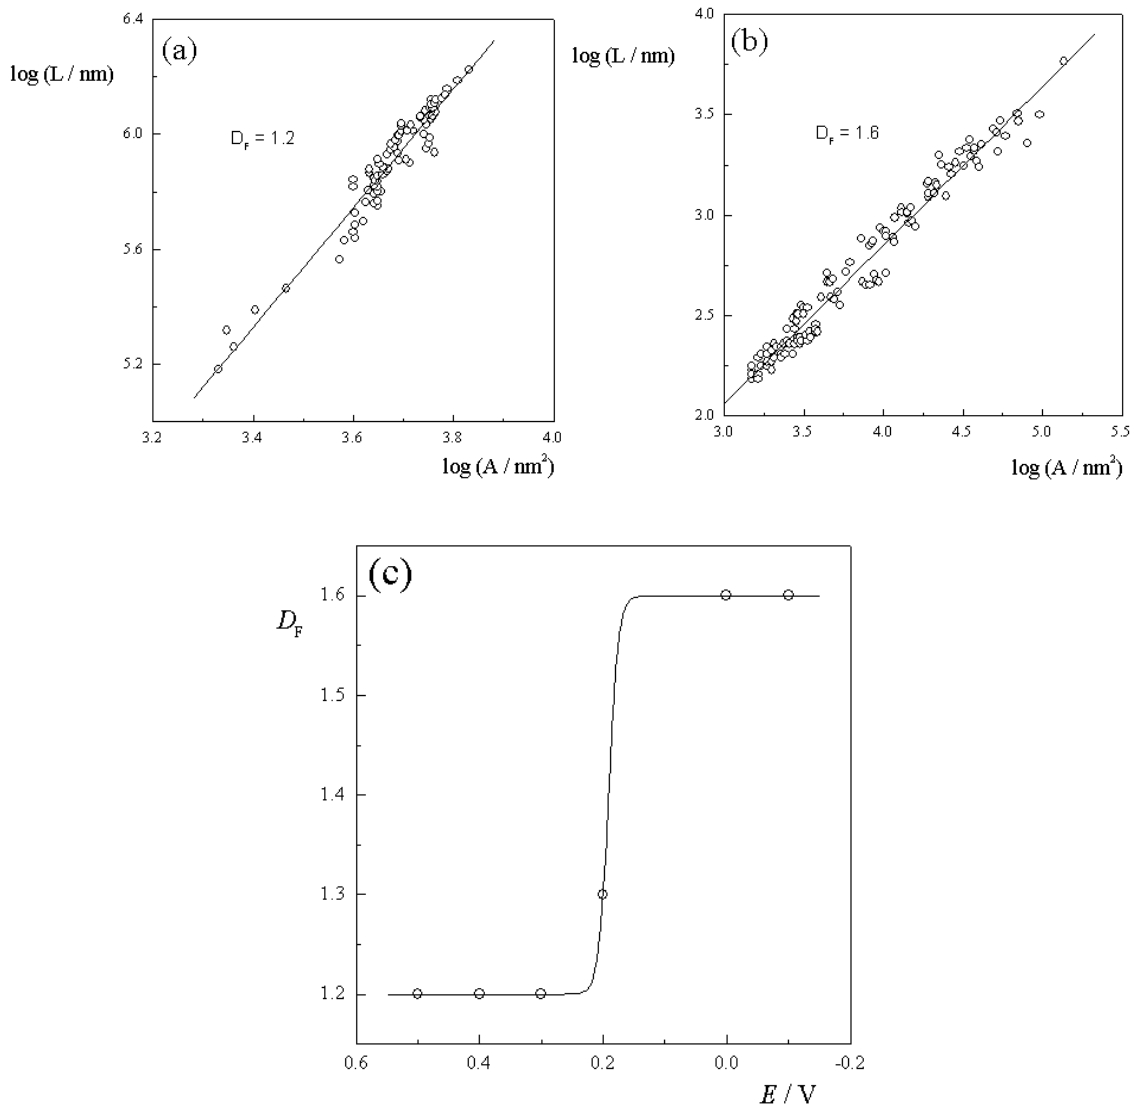 (a)
log (L / nm)
6.4
6.0
5.6
5.2
D_F = 1.2
3.2 3.4 3.6 3.8 4.0
log (A / nm²)
(b)
log (L / nm)
4.0
3.5
3.0
2.5
2.0
D_F = 1.6
3.0 3.5 4.0 4.5 5.0 5.5
log (A / nm²)
(c)
D_F
1.6
1.5
1.4
1.3
1.2
0.6 0.4 0.2 0.0 -0.2
E / V